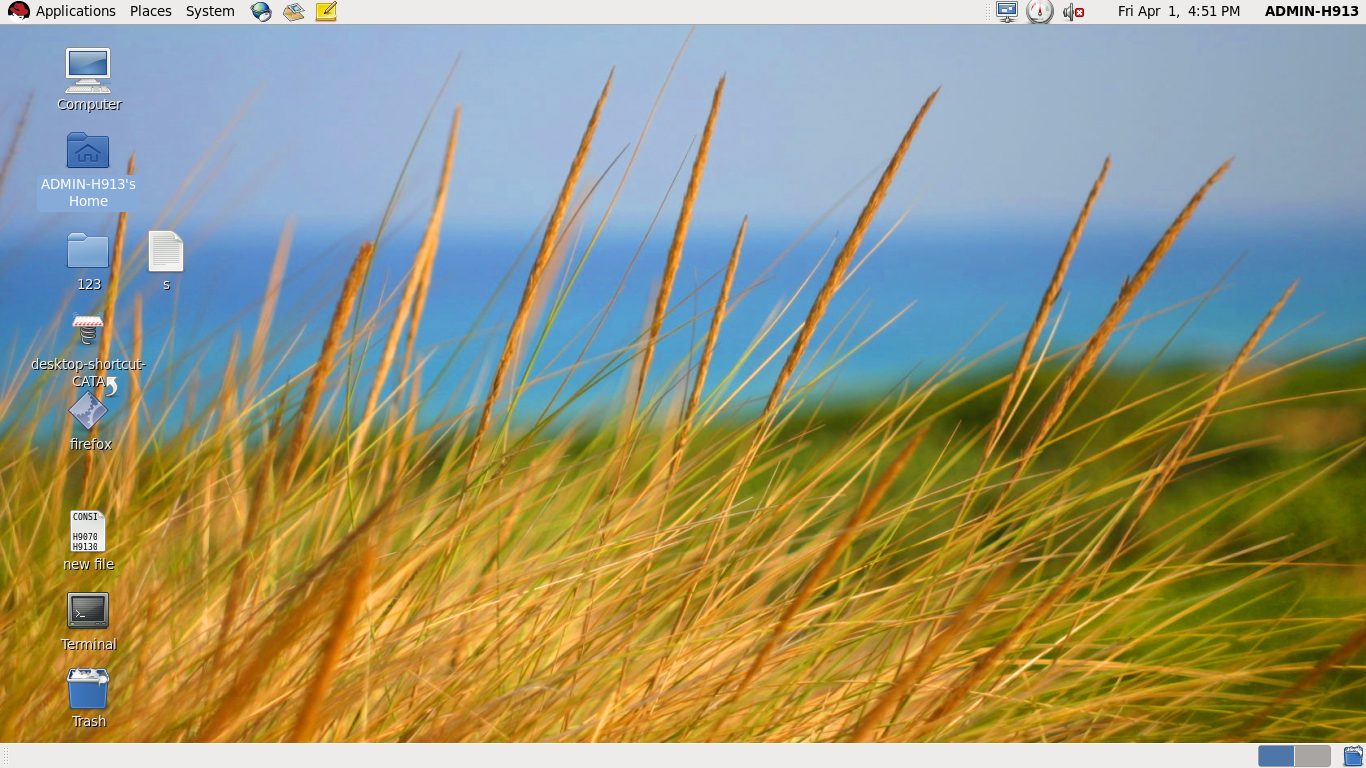 Applications Places System
Fri Apr 1, 4:51 PM ADMIN-H913
Computer
ADMIN-H913's
Home
123
s
desktop-shortcut-
CATA
firefox
CONSI
H9070
H9130
new file
Terminal
Trash